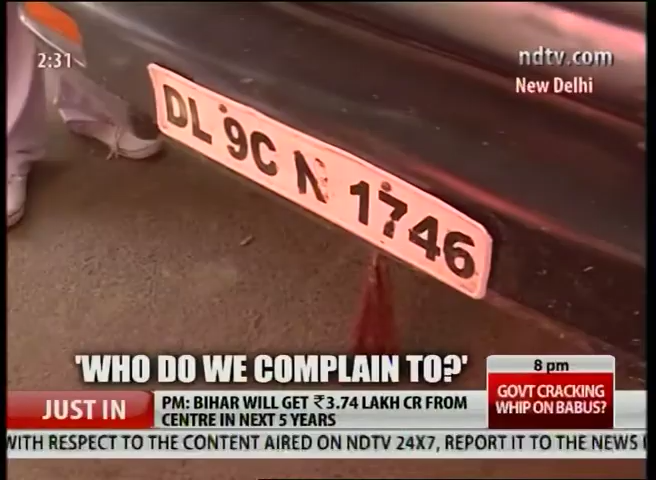 2:31
ndtv.com
New Delhi
DL 9C N 1746
'WHO DO WE COMPLAIN TO?'
8 pm
GOVT CRACKING
WHIP ON BABUS?
JUST IN
PM: BIHAR WILL GET ₹3.74 LAKH CR FROM
CENTRE IN NEXT 5 YEARS
WITH RESPECT TO THE CONTENT AIRED ON NDTV 24X7, REPORT IT TO THE NEWS